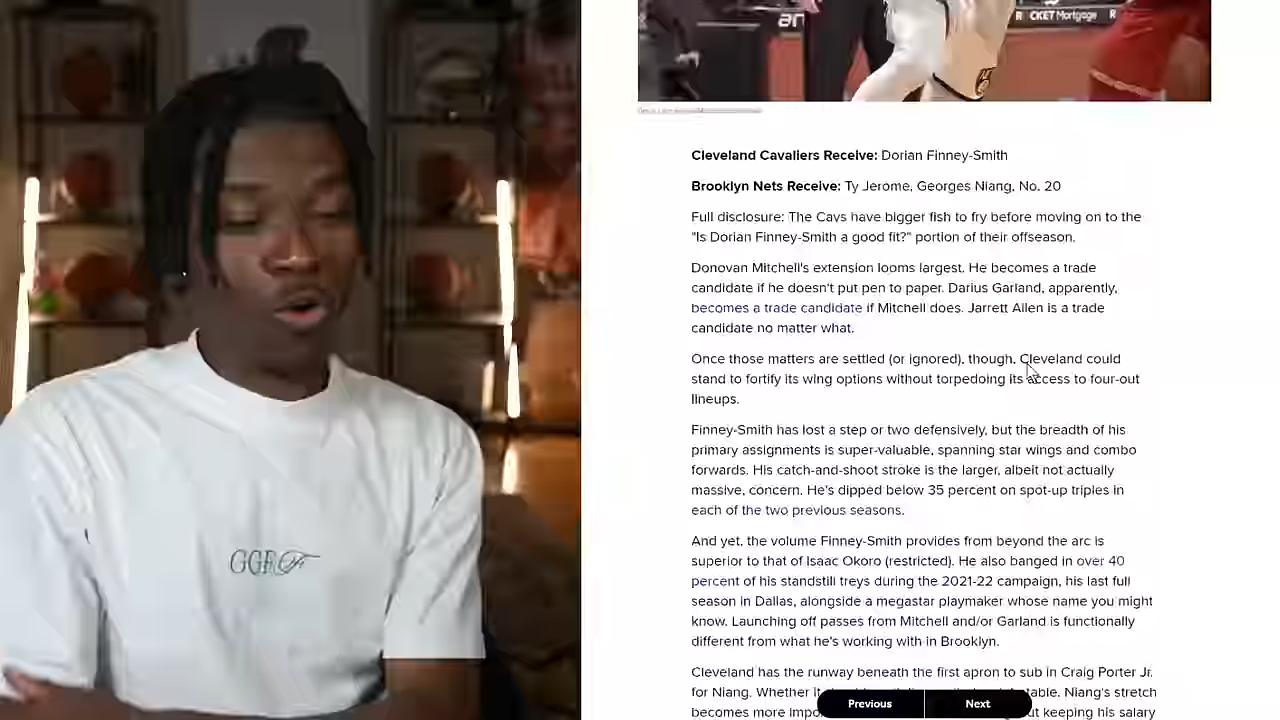 CKET Mortgage
Cleveland Cavaliers Receive: Dorian Finney-Smith
Brooklyn Nets Receive: Ty Jerome, Georges Niang, No. 20
Full disclosure: The Cavs have bigger fish to fry before moving on to the
"Is Dorian Finney-Smith a good fit?" portion of their offseason.
Donovan Mitchell's extension looms largest. He becomes a trade
candidate if he doesn't put pen to paper. Darius Garland, apparently,
becomes a trade candidate if Mitchell does. Jarrett Allen is a trade
candidate no matter what.
Once those matters are settled (or ignored), though, Cleveland could
stand to fortify its wing options without torpedoing its access to four-out
lineups.
Finney-Smith has lost a step or two defensively, but the breadth of his
primary assignments is super-valuable, spanning star wings and combo
forwards. His catch-and-shoot stroke is the larger, albeit not actually
massive, concern. He's dipped below 35 percent on spot-up triples in
each of the two previous seasons.
And yet, the volume Finney-Smith provides from beyond the arc is
superior to that of Isaac Okoro (restricted). He also banged in over 40
percent of his standstill treys during the 2021-22 campaign, his last full
season in Dallas, alongside a megastar playmaker whose name you might
know. Launching off passes from Mitchell and/or Garland is functionally
different from what he's working with in Brooklyn.
Cleveland has the runway beneath the first apron to sub in Craig Porter Jr.
for Niang. Whether it table. Niang's stretch
becomes more keeping his salary
Previous Next